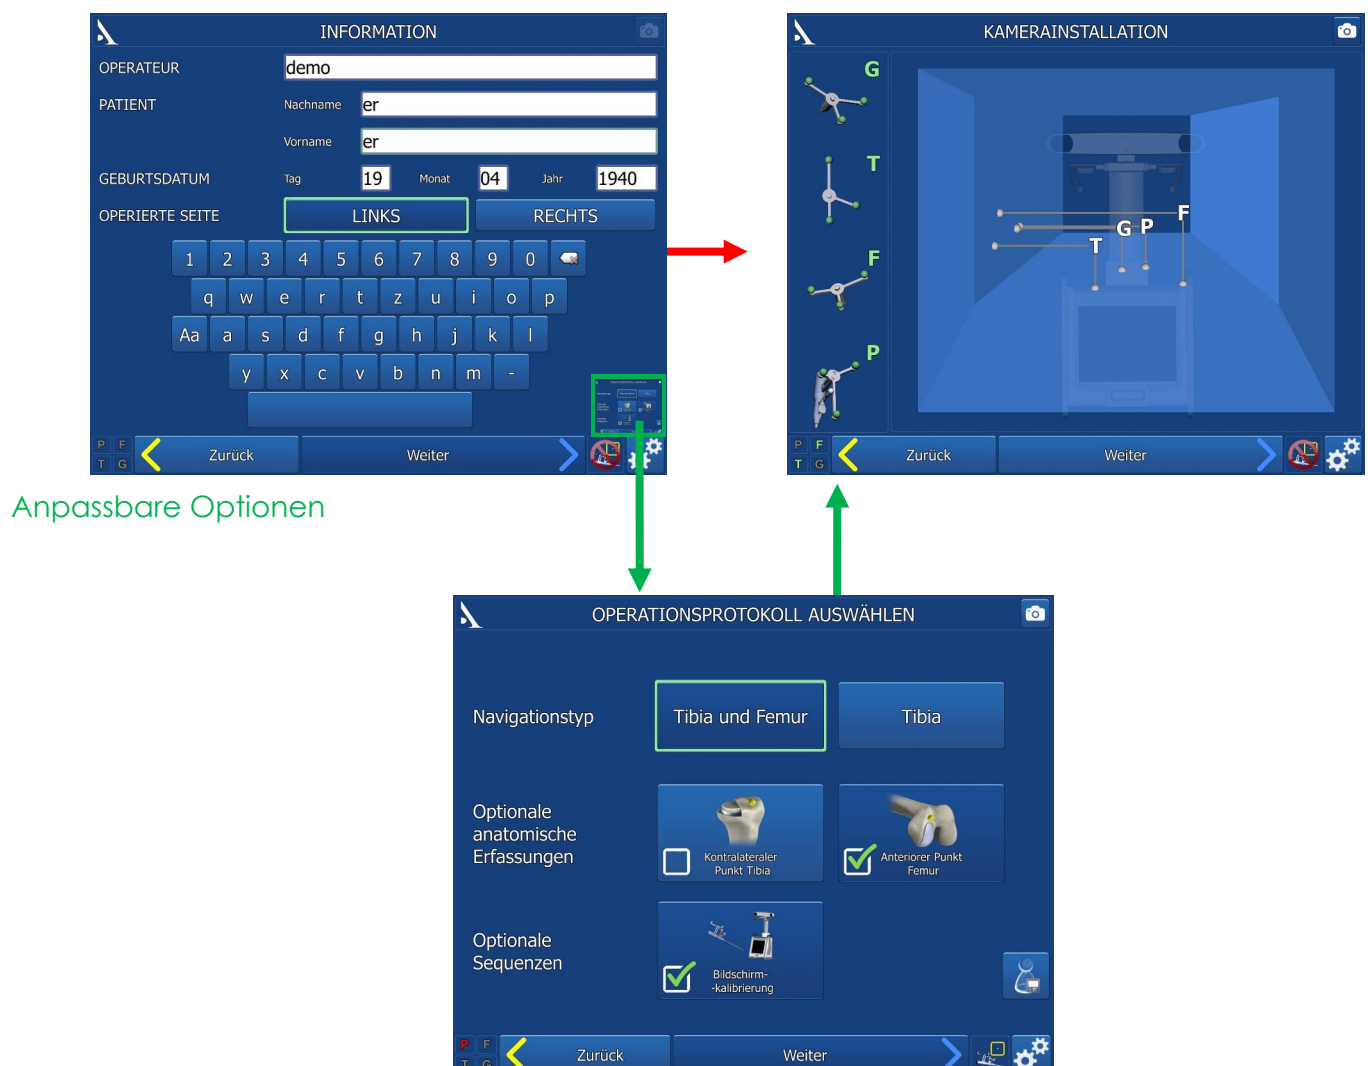 INFORMATION
OPERATEUR
demo
PATIENT
Nachname
er
Vorname
er
GEBURTSDATUM
Tag
19
Monat
04
Jahr
1940
OPERIERTE SEITE
LINKS
RECHTS
1 2 3 4 5 6 7 8 9 0
q w e r t z u i o p
Aa a s d f g h j k l
y x c v b n m -
P F
T G
Zurück
Weiter
KAMERAINSTALLATION
G
T
F
P
F
G P
T
P F
T G
Zurück
Weiter
Anpassbare Optionen
OPERATIONSPROTOKOLL AUSWÄHLEN
Navigationstyp
Tibia und Femur
Tibia
Optionale
anatomische
Erfassungen
Kontralateraler
Punkt Tibia
Anteriorer Punkt
Femur
Optionale
Sequenzen
Bildschirm-
-kalibrierung
P F
T G
Zurück
Weiter